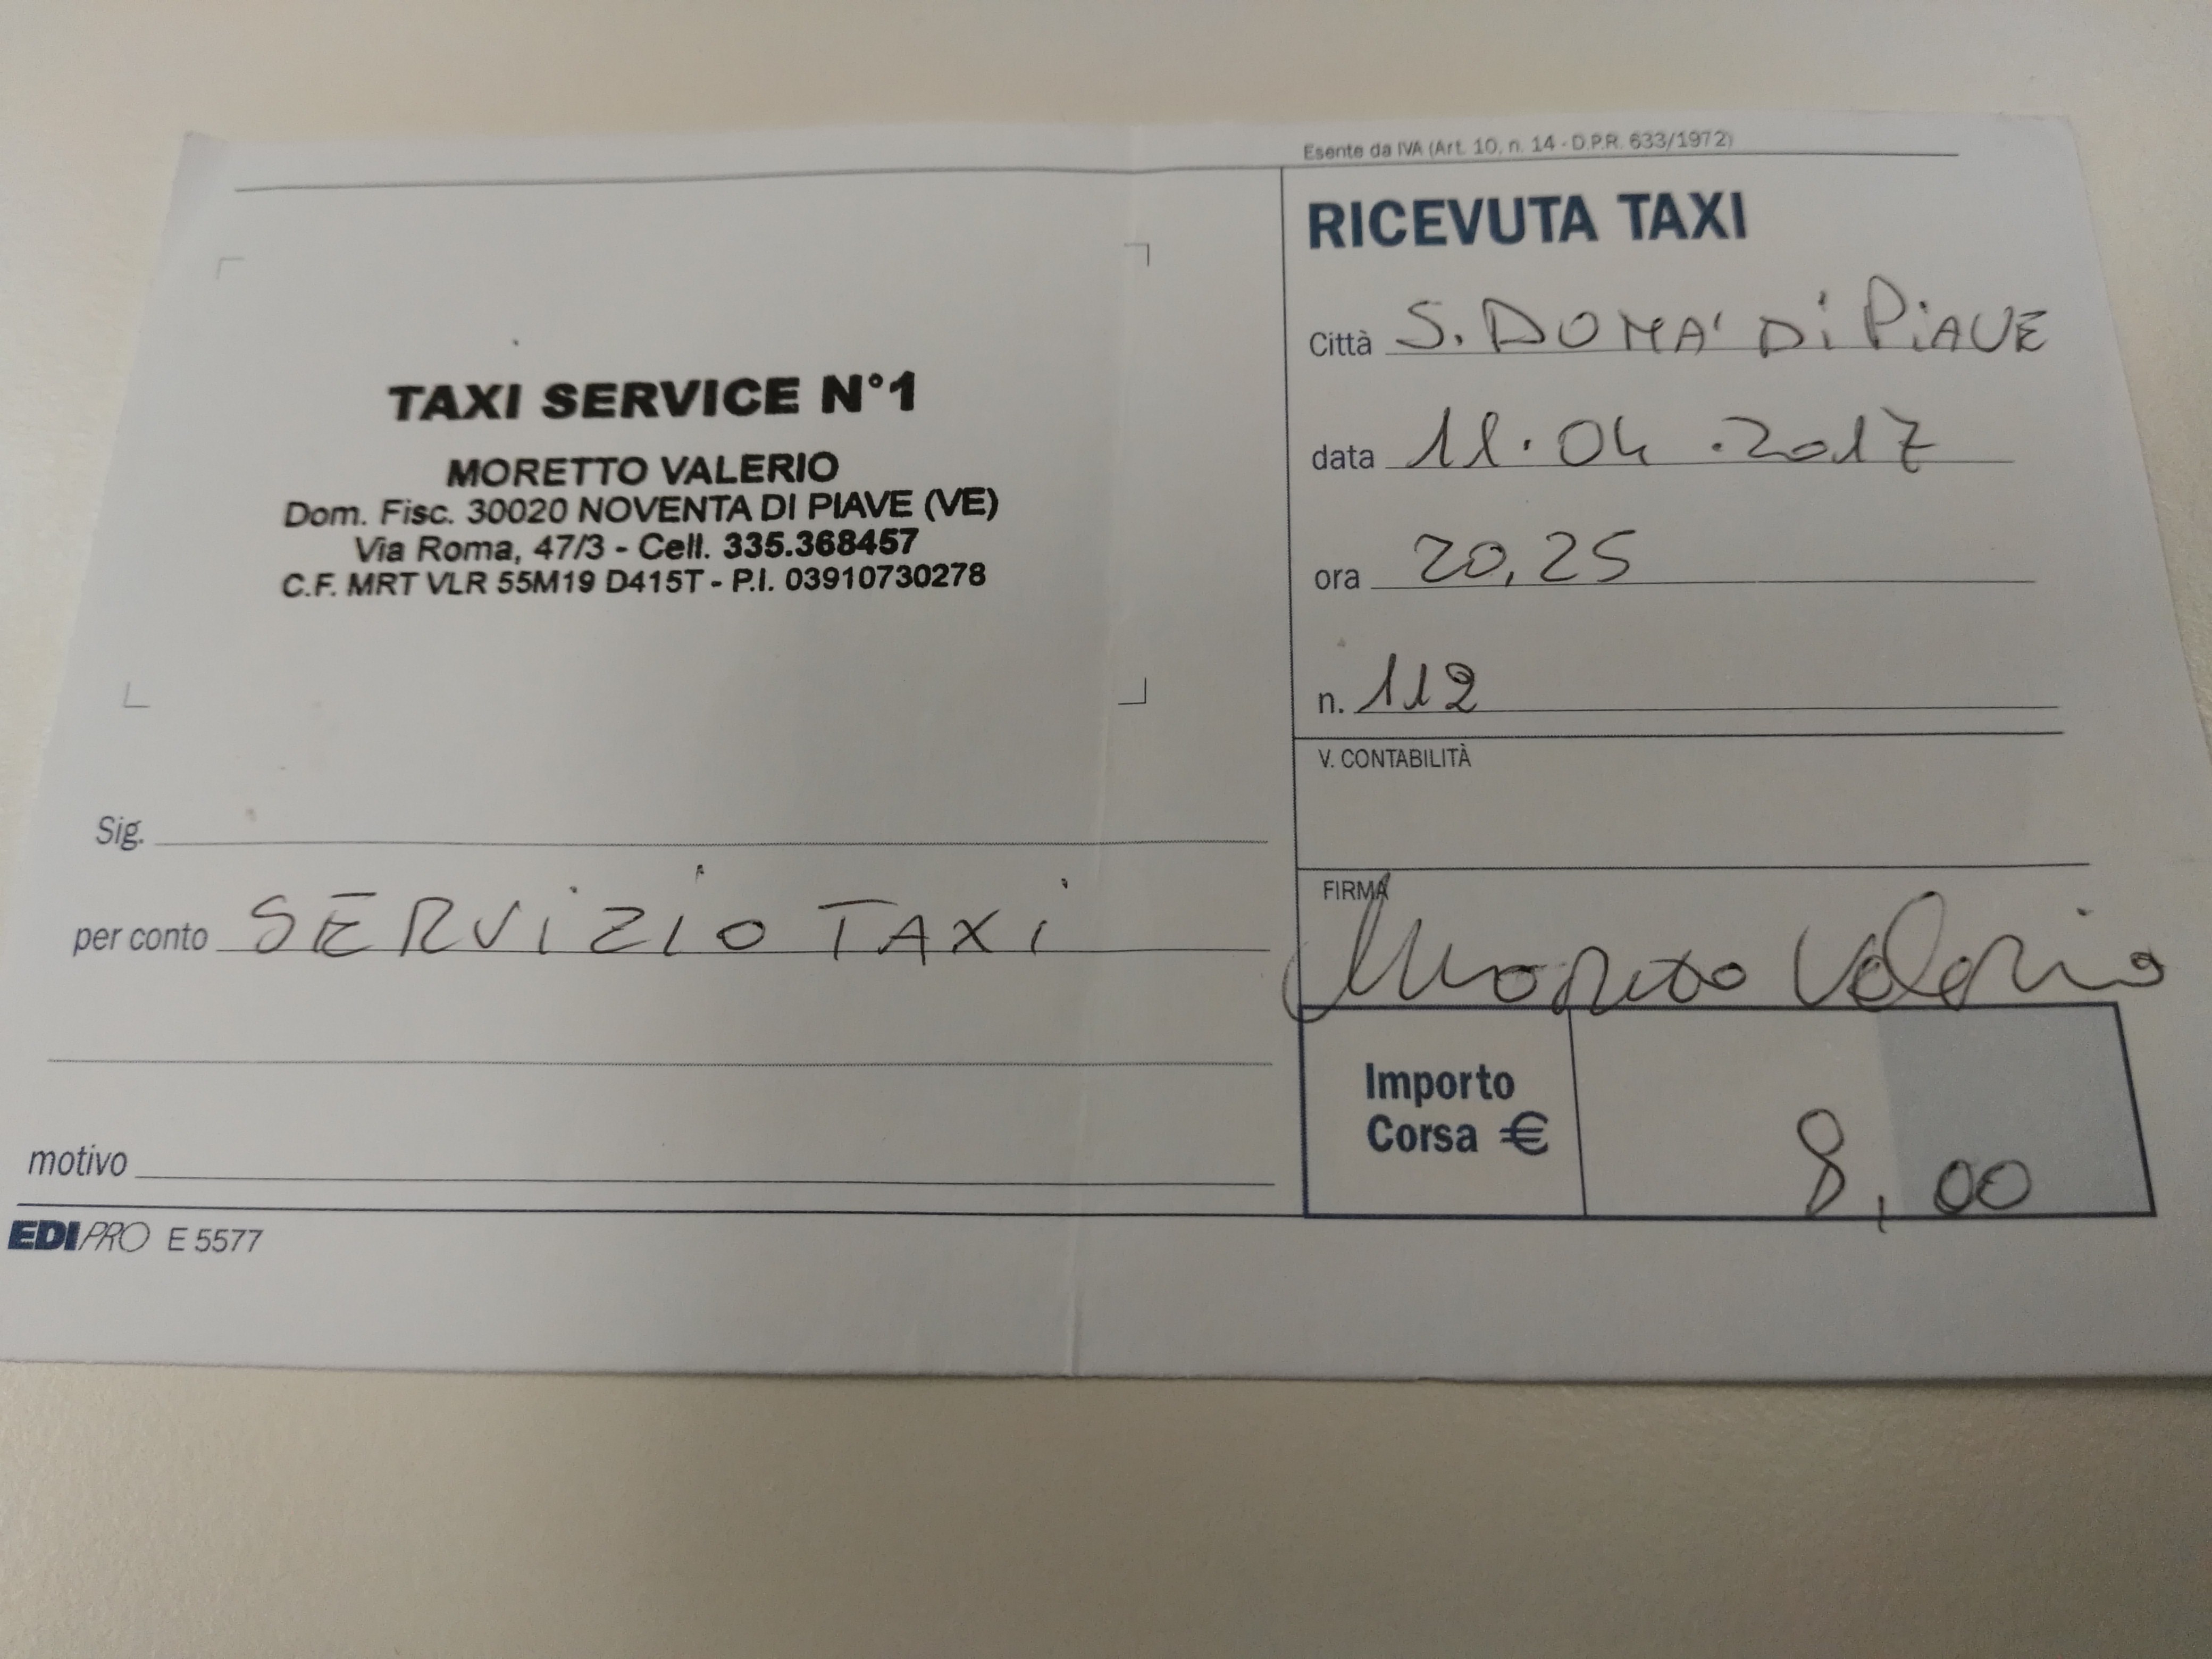 Esente da IVA (Art. 10, n. 14 - D.P.R. 633/1972)
TAXI SERVICE N°1
MORETTO VALERIO
Dom. Fisc. 30020 NOVENTA DI PIAVE (VE)
Via Roma, 47/3 - Cell. 335.368457
C.F. MRT VLR 55M19 D415T - P.I. 03910730278
Sig.
per conto SERViZIO TAXi
motivo
EDIPRO E 5577
RICEVUTA TAXI
Città S. DONA' Di PiAVE
data 11.04.2017
ora 20,25
n. 112
V. CONTABILITÀ
FIRMA
Moretto Valerio
Importo
Corsa € 8,00